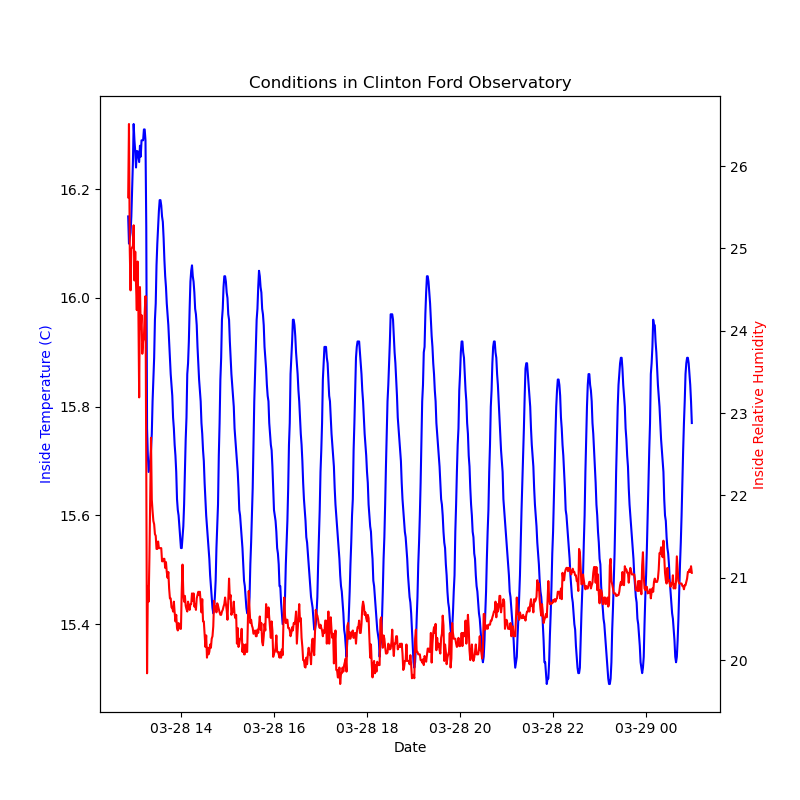 Conditions in Clinton Ford Observatory
Inside Temperature (C)
16.2
16.0
15.8
15.6
15.4
26
25
24
23
22
21
20
Inside Relative Humidity
03-28 14 03-28 16 03-28 18 03-28 20 03-28 22 03-29 00
Date